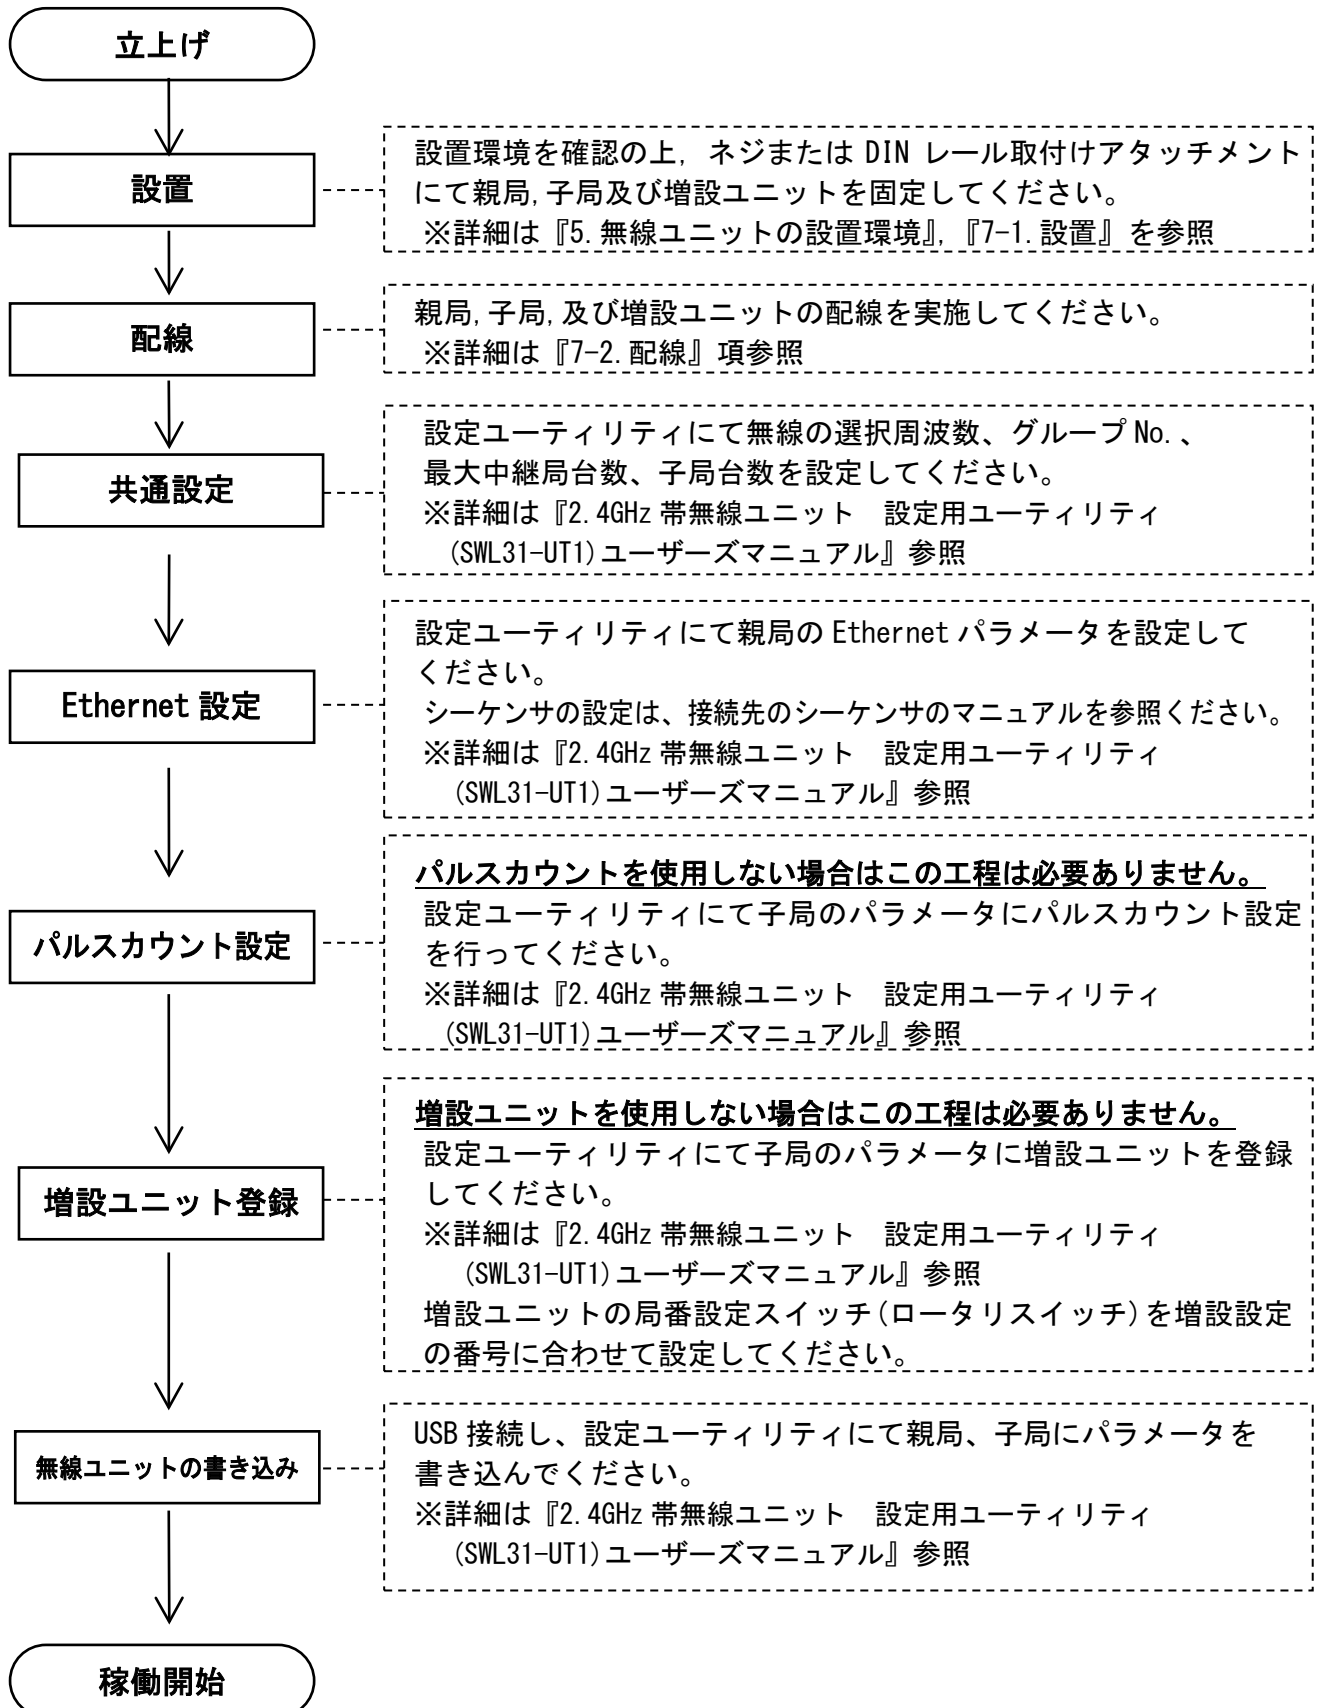 立上げ
設置
設置環境を確認の上, ネジまたは DIN レール取付けアタッチメント
にて親局,子局及び増設ユニットを固定してください。
※詳細は『5.無線ユニットの設置環境』,『7-1.設置』を参照
配線
親局,子局,及び増設ユニットの配線を実施してください。
※詳細は『7-2.配線』項参照
共通設定
設定ユーティリティにて無線の選択周波数、グループ No.、
最大中継局台数、子局台数を設定してください。
※詳細は『2.4GHz 帯無線ユニット　設定用ユーティリティ
(SWL31-UT1)ユーザーズマニュアル』参照
Ethernet 設定
設定ユーティリティにて親局の Ethernet パラメータを設定して
ください。
シーケンサの設定は、接続先のシーケンサのマニュアルを参照ください。
※詳細は『2.4GHz 帯無線ユニット　設定用ユーティリティ
(SWL31-UT1)ユーザーズマニュアル』参照
パルスカウント設定
パルスカウントを使用しない場合はこの工程は必要ありません。
設定ユーティリティにて子局のパラメータにパルスカウント設定
を行ってください。
※詳細は『2.4GHz 帯無線ユニット　設定用ユーティリティ
(SWL31-UT1)ユーザーズマニュアル』参照
増設ユニット登録
増設ユニットを使用しない場合はこの工程は必要ありません。
設定ユーティリティにて子局のパラメータに増設ユニットを登録
してください。
※詳細は『2.4GHz 帯無線ユニット　設定用ユーティリティ
(SWL31-UT1)ユーザーズマニュアル』参照
増設ユニットの局番設定スイッチ(ロータリスイッチ)を増設設定
の番号に合わせて設定してください。
無線ユニットの書き込み
USB 接続し、設定ユーティリティにて親局、子局にパラメータを
書き込んでください。
※詳細は『2.4GHz 帯無線ユニット　設定用ユーティリティ
(SWL31-UT1)ユーザーズマニュアル』参照
稼働開始